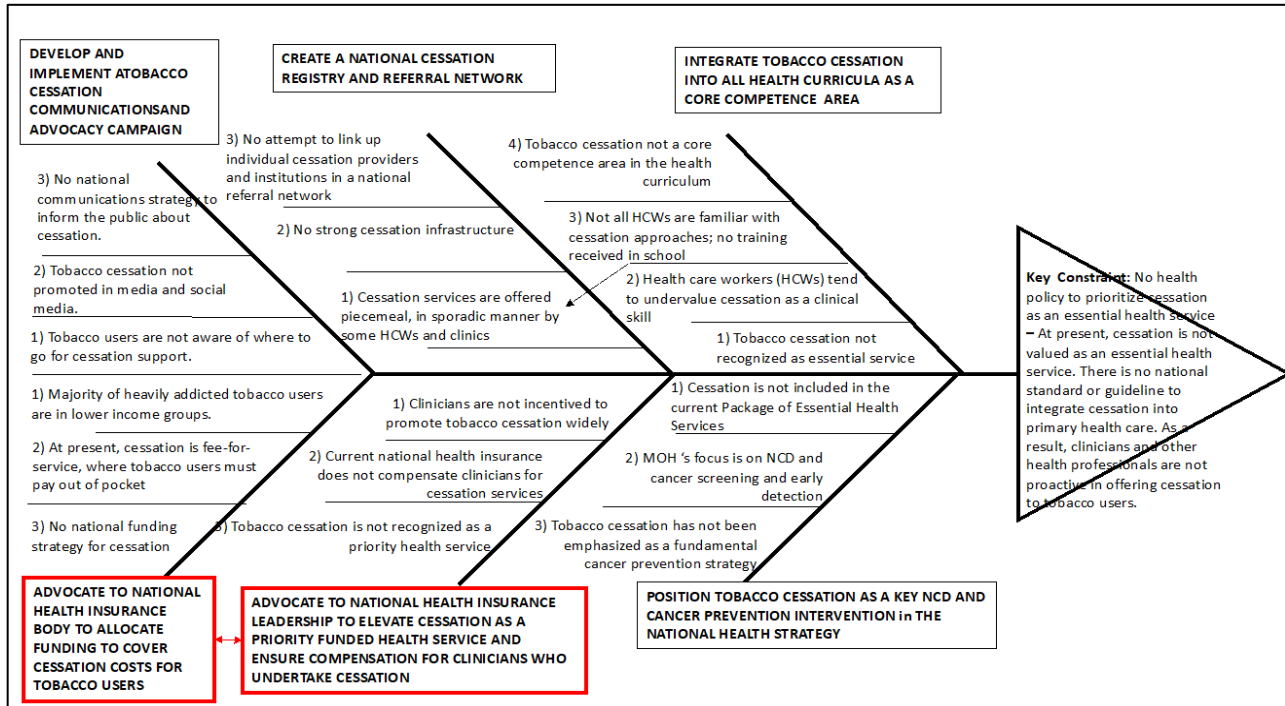 DEVELOP AND
IMPLEMENT ATOBACCO
CESSATION
COMMUNICATIONSAND
ADVOCACY CAMPAIGN
CREATE A NATIONAL CESSATION
REGISTRY AND REFERRAL NETWORK
INTEGRATE TOBACCO CESSATION
INTO ALL HEALTH CURRICULA AS A
CORE COMPETENCE AREA
3) No national
communications strategy to
inform the public about
cessation.
2) Tobacco cessation not
promoted in media and social
media.
1) Tobacco users are not aware of where to
go for cessation support.
3) No attempt to link up
individual cessation providers
and institutions in a national
referral network
2) No strong cessation infrastructure
1) Cessation services are offered
piecemeal, in sporadic manner by
some HCWs and clinics
4) Tobacco cessation not a core
competence area in the health
curriculum
3) Not all HCWs are familiar with
cessation approaches; no training
received in school
2) Health care workers (HCWs) tend
to undervalue cessation as a clinical
skill
1) Tobacco cessation not
recognized as essential service
Key Constraint: No health
policy to prioritize cessation
as an essential health service
– At present, cessation is not
valued as an essential health
service. There is no national
standard or guideline to
integrate cessation into
primary health care. As a
result, clinicians and other
health professionals are not
proactive in offering cessation
to tobacco users.
1) Majority of heavily addicted tobacco users
are in lower income groups.
2) At present, cessation is fee-for-
service, where tobacco users must
pay out of pocket
3) No national funding
strategy for cessation
1) Clinicians are not incentived to
promote tobacco cessation widely
2) Current national health insurance
does not compensate clinicians for
cessation services
3) Tobacco cessation is not recognized as a
priority health service
1) Cessation is not included in the
current Package of Essential Health
Services
2) MOH ‘s focus is on NCD and
cancer screening and early
detection
3) Tobacco cessation has not been
emphasized as a fundamental
cancer prevention strategy
ADVOCATE TO NATIONAL
HEALTH INSURANCE
BODY TO ALLOCATE
FUNDING TO COVER
CESSATION COSTS FOR
TOBACCO USERS
ADVOCATE TO NATIONAL HEALTH INSURANCE
LEADERSHIP TO ELEVATE CESSATION AS A
PRIORITY FUNDED HEALTH SERVICE AND
ENSURE COMPENSATION FOR CLINICIANS WHO
UNDERTAKE CESSATION
POSITION TOBACCO CESSATION AS A KEY NCD AND
CANCER PREVENTION INTERVENTION in THE
NATIONAL HEALTH STRATEGY